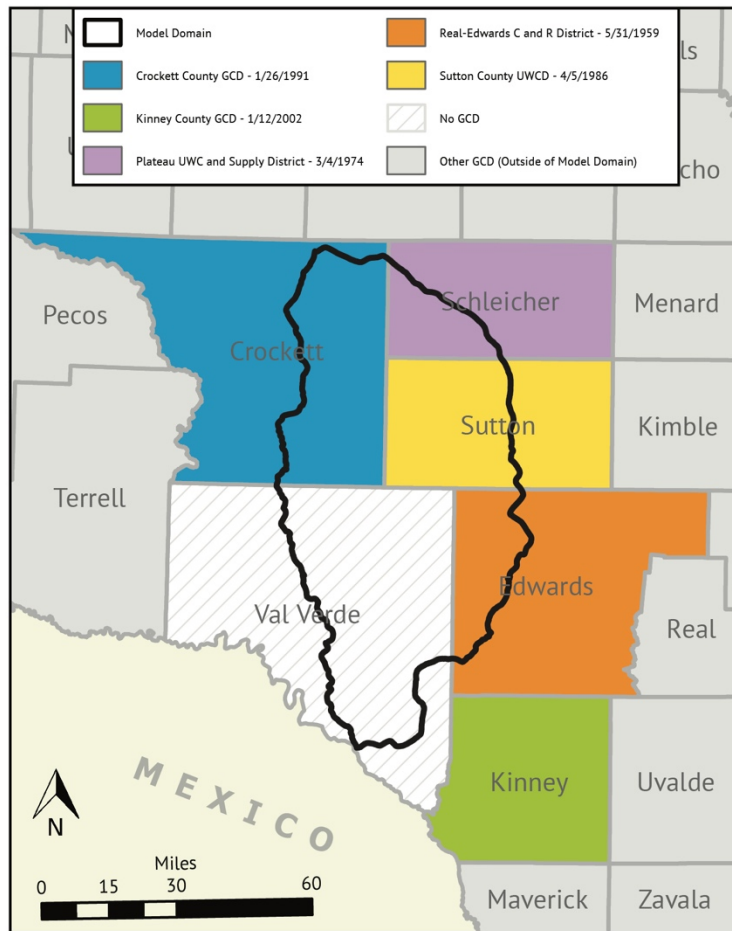 Model Domain
Crockett County GCD - 1/26/1991
Kinney County GCD - 1/12/2002
Plateau UWC and Supply District - 3/4/1974
Real-Edwards C and R District - 5/31/1959
Sutton County UWCD - 4/5/1986
No GCD
Other GCD (Outside of Model Domain)
Pecos
Crockett
Schleicher
Menard
Terrell
Sutton
Kimble
Val Verde
Edwards
Real
Kinney
Uvalde
Maverick
Zavala
MEXICO
N
Miles
0 15 30 60